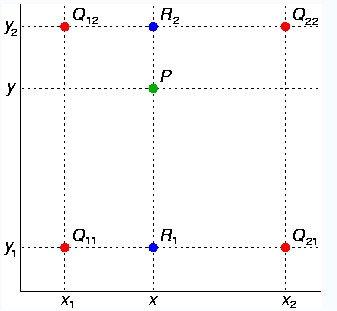 y₂ Q₁₂ R₂ Q₂₂
y P
y₁ Q₁₁ R₁ Q₂₁
x₁ x x₂